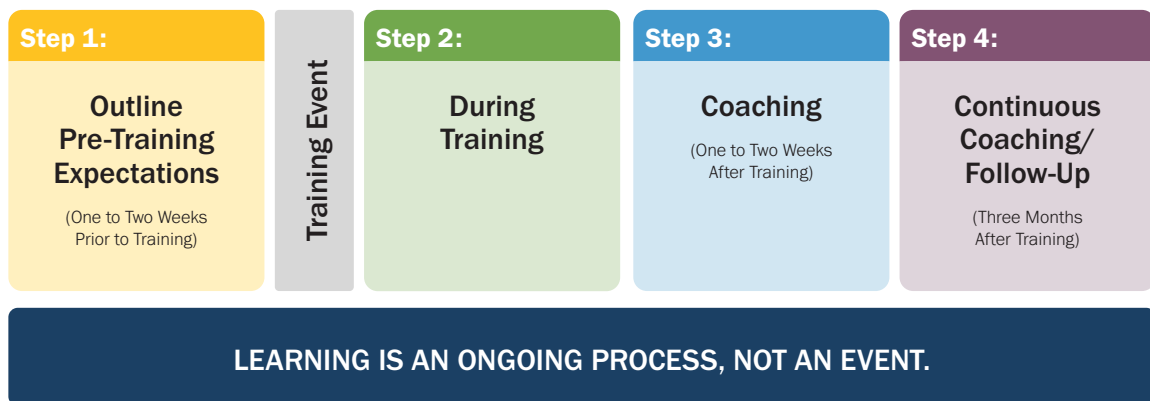 Step 1:
Outline
Pre-Training
Expectations
(One to Two Weeks
Prior to Training)
Training Event
Step 2:
During
Training
Step 3:
Coaching
(One to Two Weeks
After Training)
Step 4:
Continuous
Coaching/
Follow-Up
(Three Months
After Training)
LEARNING IS AN ONGOING PROCESS, NOT AN EVENT.